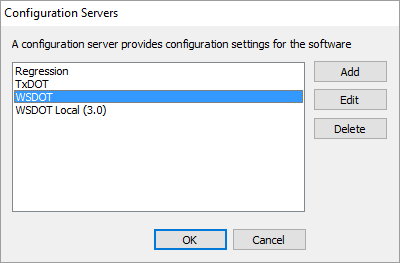 Configuration Servers
A configuration server provides configuration settings for the software
Regression
TxDOT
WSDOT
WSDOT Local (3.0)
Add
Edit
Delete
OK
Cancel